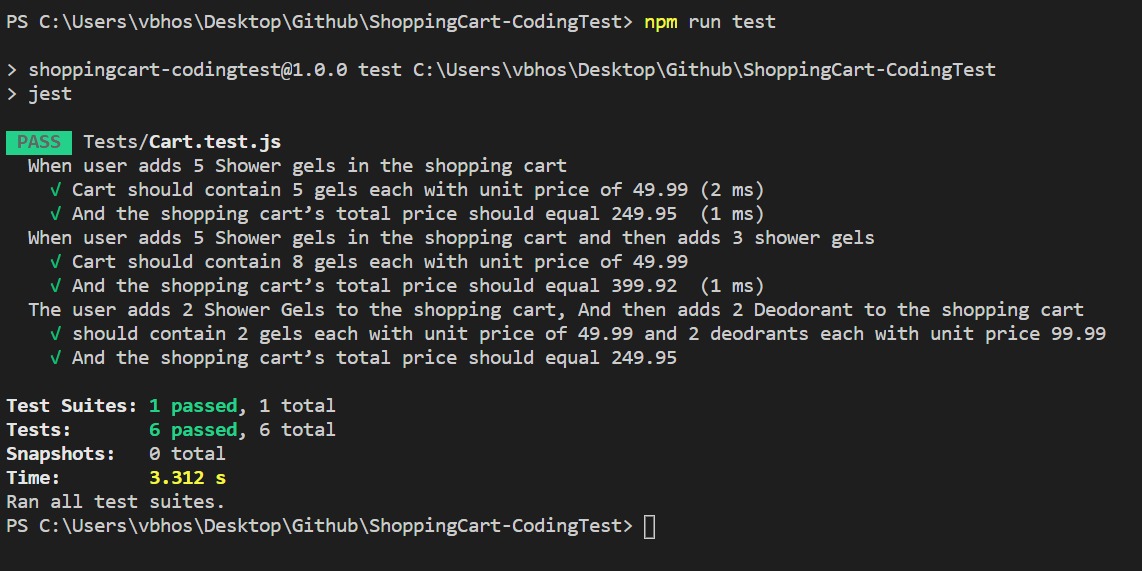 PS C:\Users\vbhos\Desktop\Github\ShoppingCart-CodingTest> npm run test
> shoppingcart-codingtest@1.0.0 test C:\Users\vbhos\Desktop\Github\ShoppingCart-CodingTest
> jest
PASS Tests/Cart.test.js
When user adds 5 Shower gels in the shopping cart
√ Cart should contain 5 gels each with unit price of 49.99 (2 ms)
√ And the shopping cart’s total price should equal 249.95  (1 ms)
When user adds 5 Shower gels in the shopping cart and then adds 3 shower gels
√ Cart should contain 8 gels each with unit price of 49.99
√ And the shopping cart’s total price should equal 399.92  (1 ms)
The user adds 2 Shower Gels to the shopping cart, And then adds 2 Deodorant to the shopping cart
√ should contain 2 gels each with unit price of 49.99 and 2 deodrants each with unit price 99.99
√ And the shopping cart’s total price should equal 249.95
Test Suites: 1 passed, 1 total
Tests:       6 passed, 6 total
Snapshots:   0 total
Time:        3.312 s
Ran all test suites.
PS C:\Users\vbhos\Desktop\Github\ShoppingCart-CodingTest>